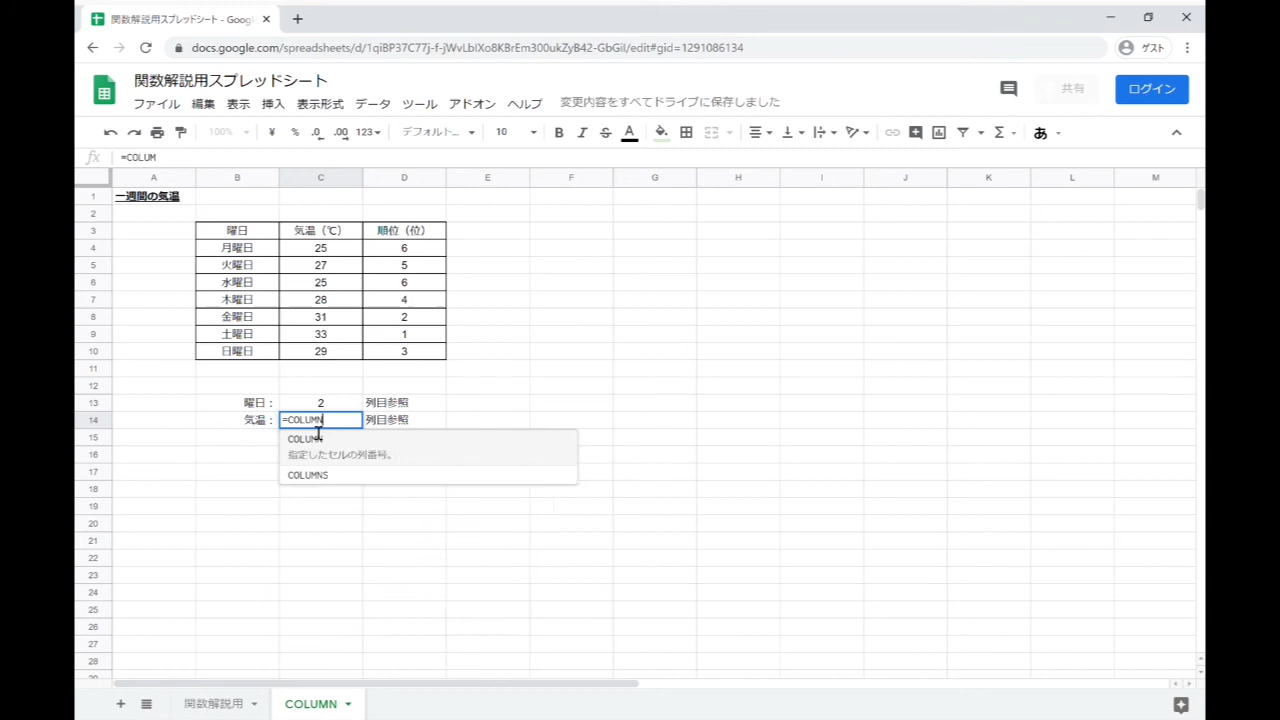 関数解説用スプレッドシート - Goog
docs.google.com/spreadsheets/d/1qiBP37C77j-f-jWvLbIXo8KBrEm300ukZyB42-GbGiI/edit#gid=1291086134
ゲスト
関数解説用スプレッドシート
共有
ログイン
ファイル 編集 表示 挿入 表示形式 データ ツール アドオン ヘルプ 変更内容をすべてドライブに保存しました
100% ¥ % .0 .00 123 デフォルト... 10 B I S A Σ あ
fx =COLUM
A B C D E F G H I J K L M
1 一週間の気温
2
3 曜日 気温（℃） 順位（位）
4 月曜日 25 6
5 火曜日 27 5
6 水曜日 25 6
7 木曜日 28 4
8 金曜日 31 2
9 土曜日 33 1
10 日曜日 29 3
11
12
13 曜日： 2 列目参照
14 気温： =COLUMN 列目参照
15 COLUMN
16 指定したセルの列番号。
17 COLUMNS
18
19
20
21
22
23
24
25
26
27
28
29
関数解説用 COLUMN